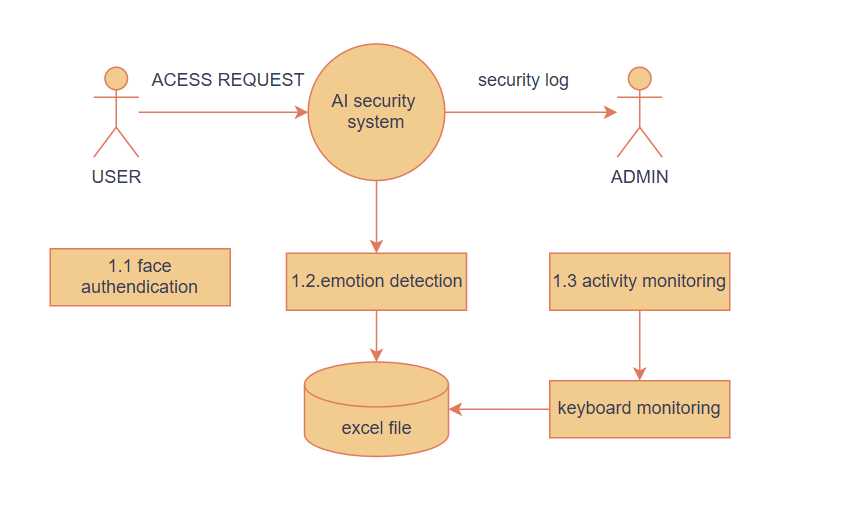 ACESS REQUEST
security log
AI security
system
USER
ADMIN
1.1 face
authendication
1.2.emotion detection
1.3 activity monitoring
excel file
keyboard monitoring